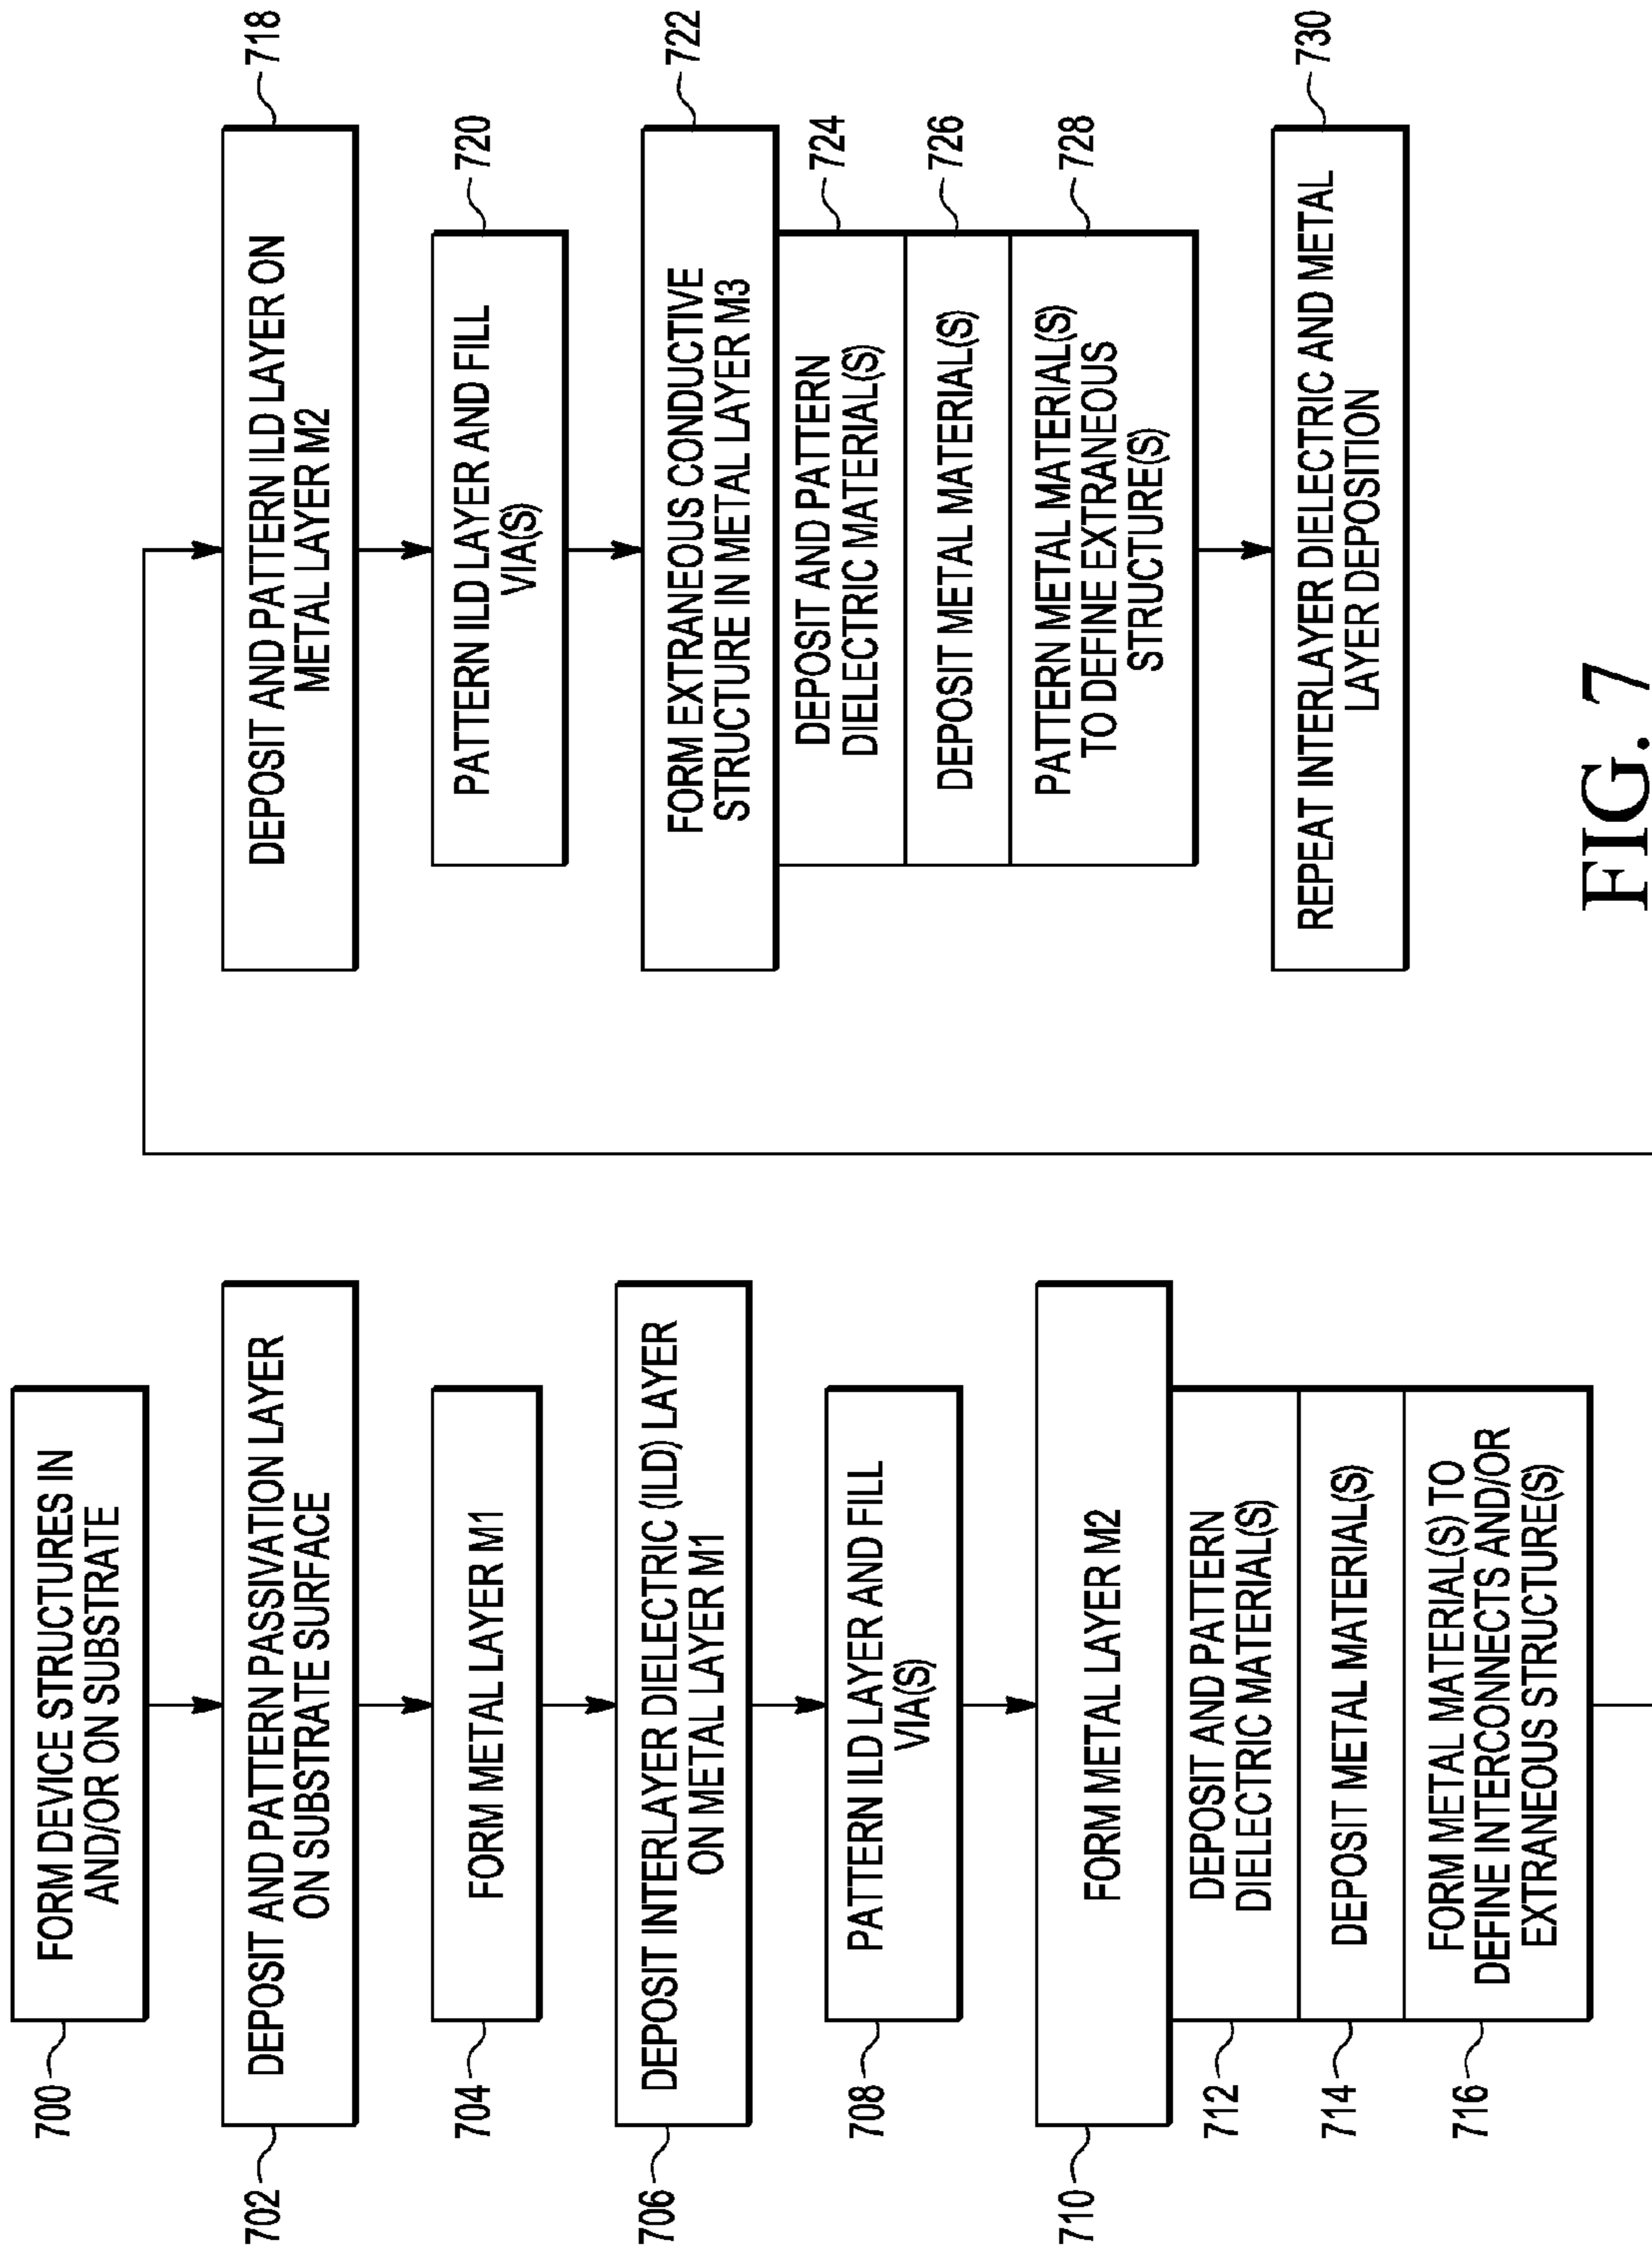 700
FORM DEVICE STRUCTURES IN
AND/OR ON SUBSTRATE
702
DEPOSIT AND PATTERN PASSIVATION LAYER
ON SUBSTRATE SURFACE
704
FORM METAL LAYER M1
706
DEPOSIT INTERLAYER DIELECTRIC (ILD) LAYER
ON METAL LAYER M1
708
PATTERN ILD LAYER AND FILL
VIA(S)
710
FORM METAL LAYER M2
712
DEPOSIT AND PATTERN
DIELECTRIC MATERIAL(S)
714
DEPOSIT METAL MATERIAL(S)
716
FORM METAL MATERIAL(S) TO
DEFINE INTERCONNECTS AND/OR
EXTRANEOUS STRUCTURE(S)
718
DEPOSIT AND PATTERN ILD LAYER ON
METAL LAYER M2
720
PATTERN ILD LAYER AND FILL
VIA(S)
722
FORM EXTRANEOUS CONDUCTIVE
STRUCTURE IN METAL LAYER M3
724
DEPOSIT AND PATTERN
DIELECTRIC MATERIAL(S)
726
DEPOSIT METAL MATERIAL(S)
728
PATTERN METAL MATERIAL(S)
TO DEFINE EXTRANEOUS
STRUCTURE(S)
730
REPEAT INTERLAYER DIELECTRIC AND METAL
LAYER DEPOSITION
FIG. 7